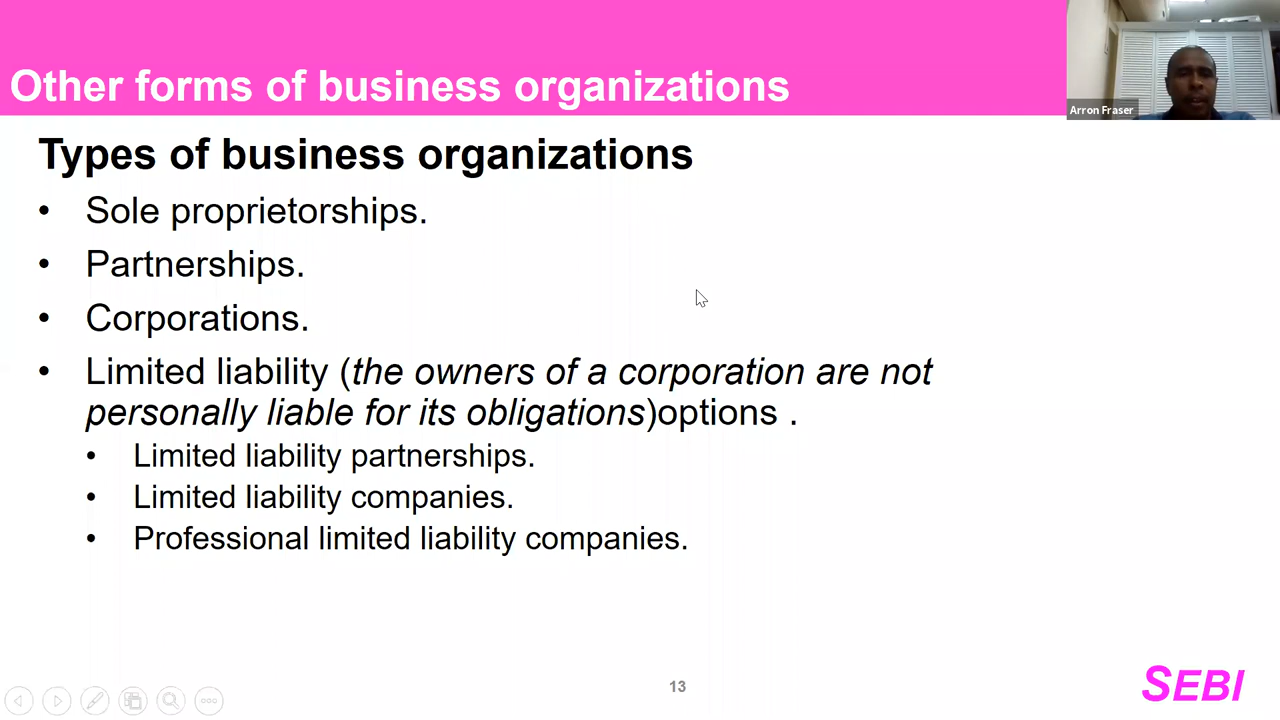 Other forms of business organizations
Arron Fraser
Types of business organizations
• Sole proprietorships.
• Partnerships.
• Corporations.
• Limited liability (the owners of a corporation are not
personally liable for its obligations)options .
• Limited liability partnerships.
• Limited liability companies.
• Professional limited liability companies.
13
SEBI